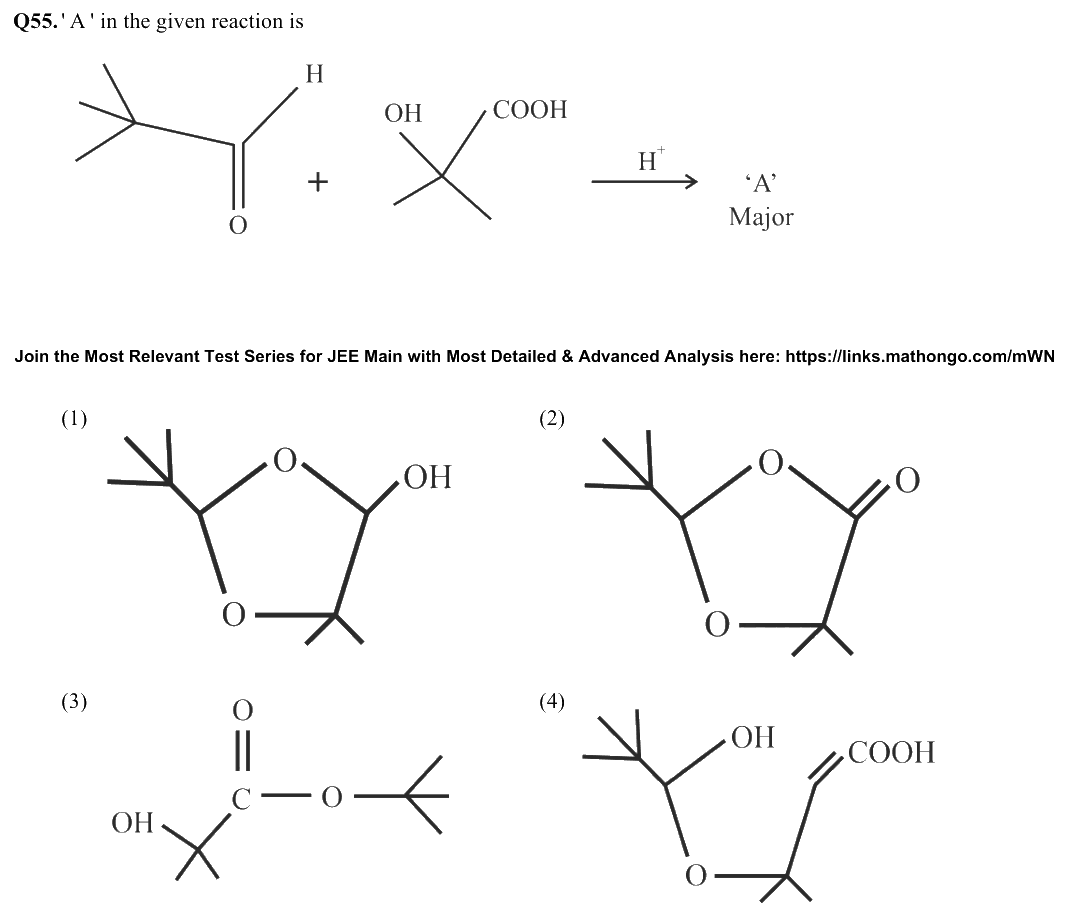 Q55.' A ' in the given reaction is
H
OH COOH
H+
+ 'A'
Major
O
Join the Most Relevant Test Series for JEE Main with Most Detailed & Advanced Analysis here: https://links.mathongo.com/mWN
(1) (2)
O OH O O
O O
(3) (4)
O OH COOH
C O
OH
O